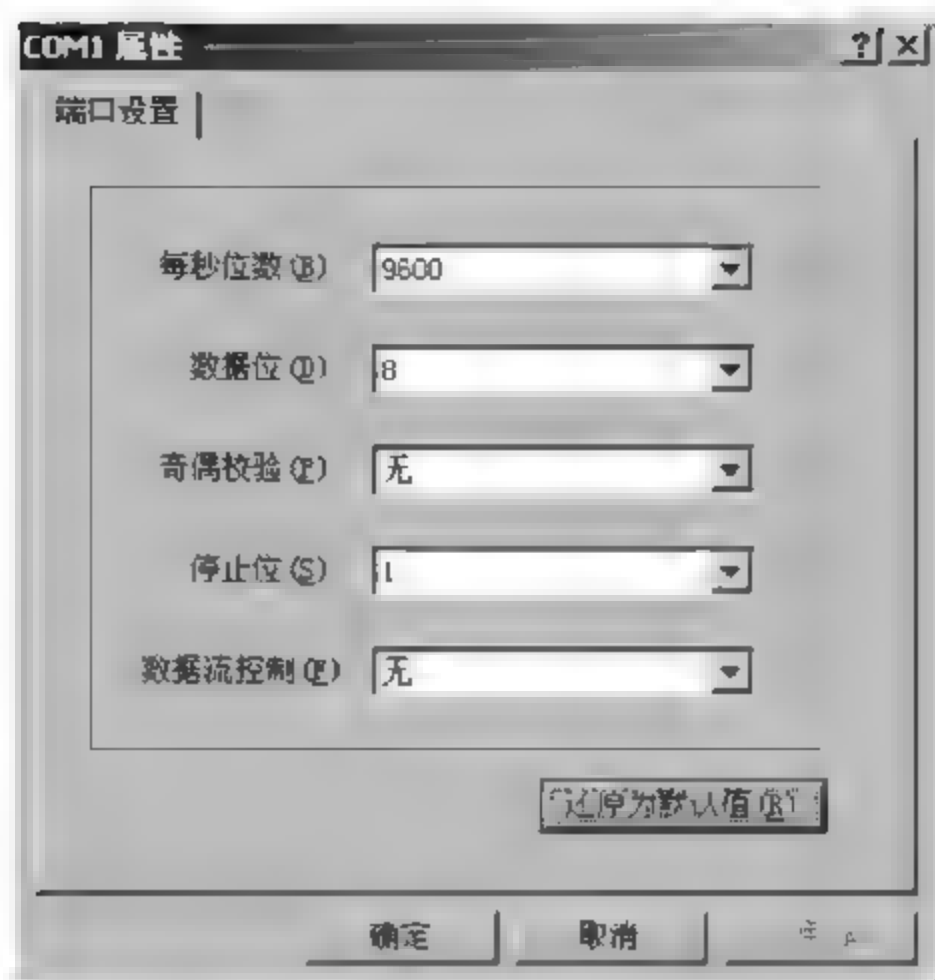 COM1 属性 ? ×
端口设置
每秒位数(B) 9600
数据位(D) 8
奇偶校验(P) 无
停止位(S) 1
数据流控制(F) 无
还原为默认值(R)
确定 取消